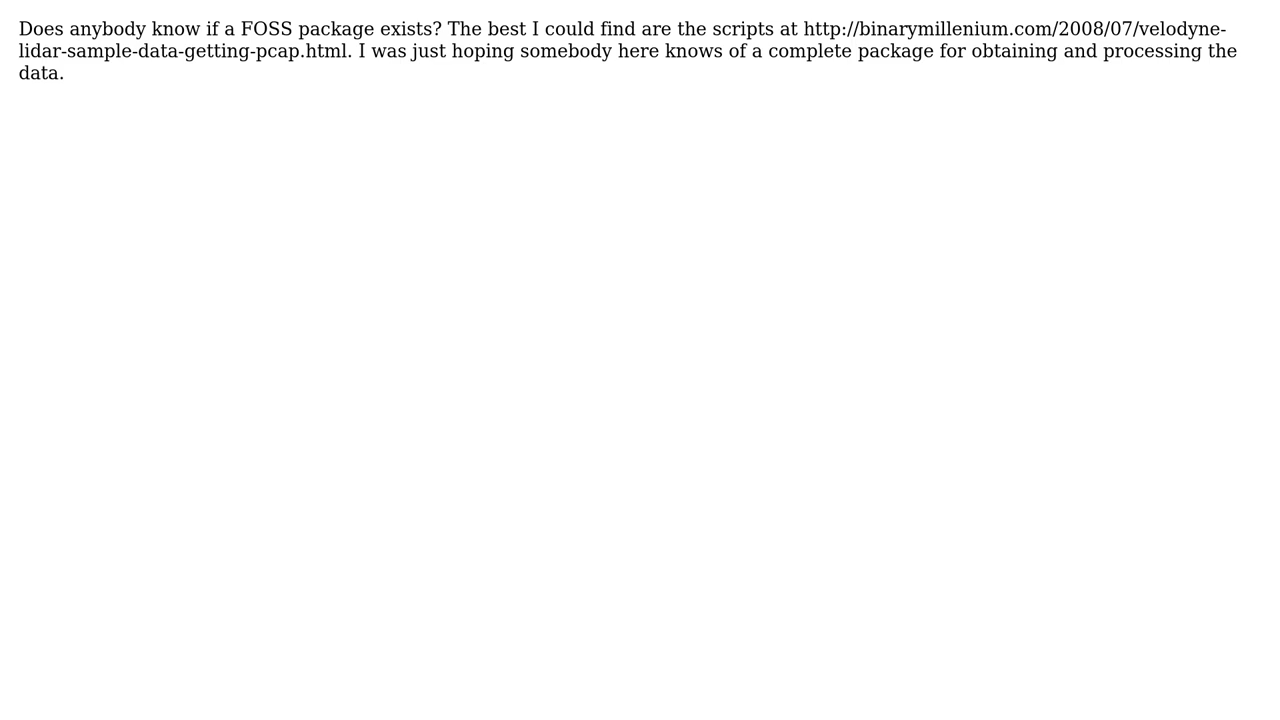 Does anybody know if a FOSS package exists? The best I could find are the scripts at http://binarymillenium.com/2008/07/velodyne-
lidar-sample-data-getting-pcap.html. I was just hoping somebody here knows of a complete package for obtaining and processing the
data.